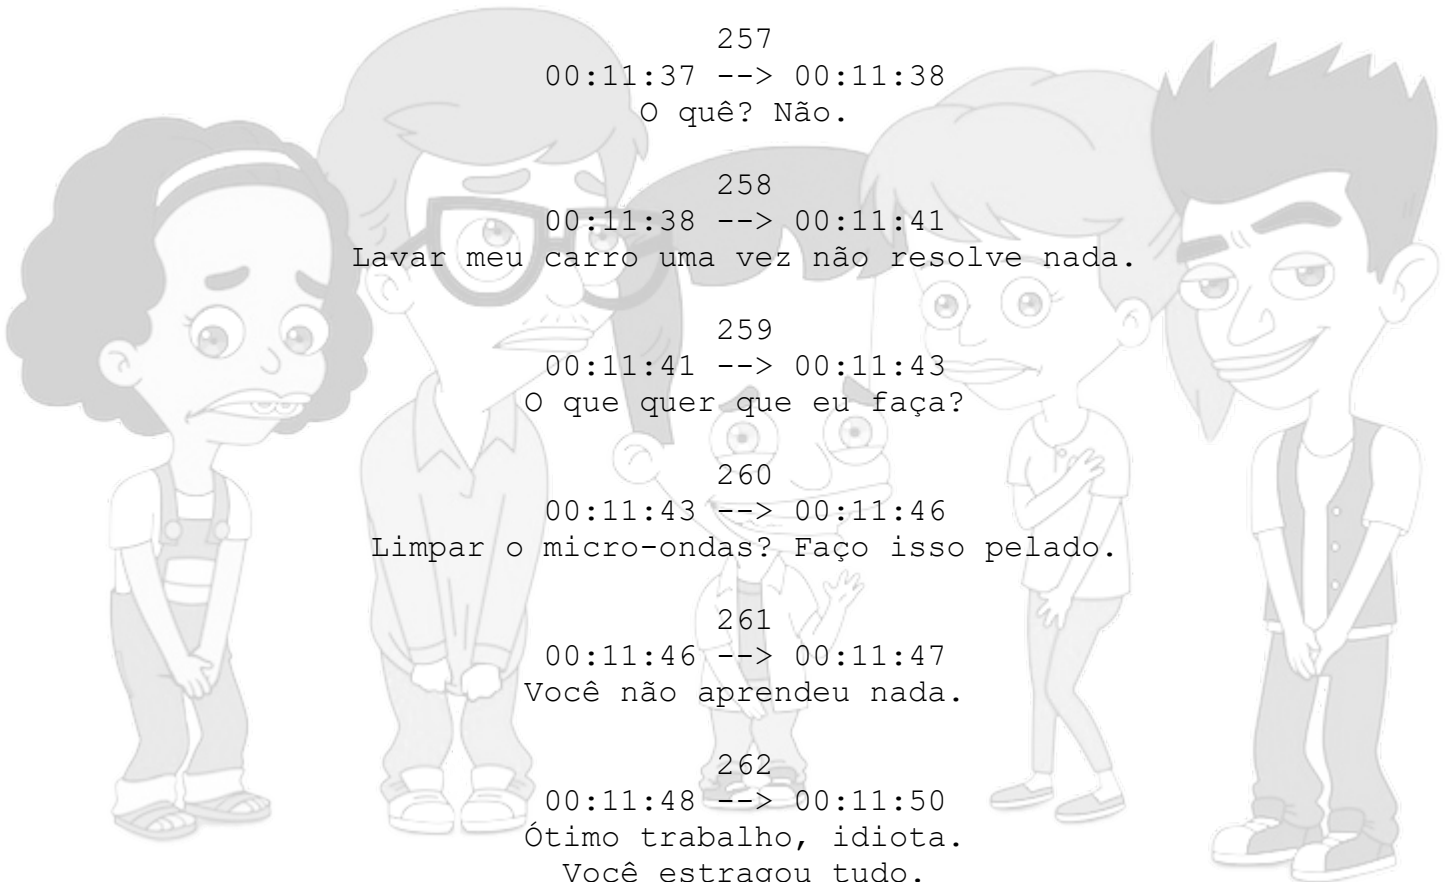 257
00:11:37 --> 00:11:38
O quê? Não.
258
00:11:38 --> 00:11:41
Lavar meu carro uma vez não resolve nada.
259
00:11:41 --> 00:11:43
O que quer que eu faça?
260
00:11:43 --> 00:11:46
Limpar o micro-ondas? Faço isso pelado.
261
00:11:46 --> 00:11:47
Você não aprendeu nada.
262
00:11:48 --> 00:11:50
Ótimo trabalho, idiota.
Você estragou tudo.